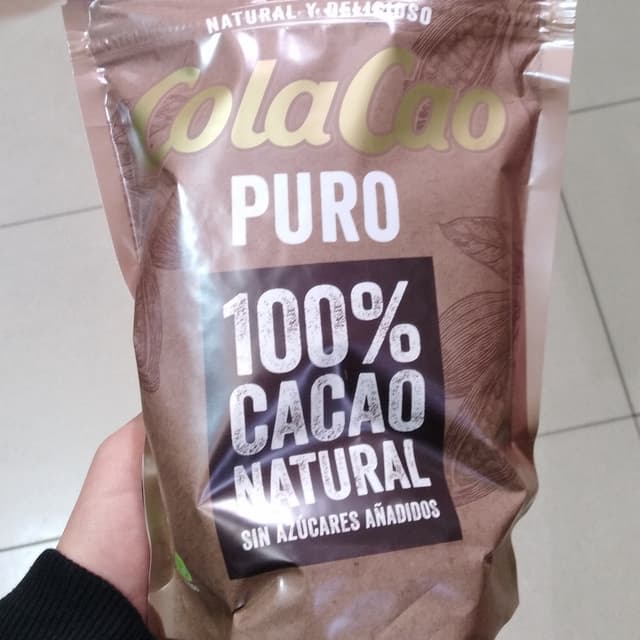 NATURAL Y DELICIOSO
ColaCao
PURO
100%
CACAO
NATURAL
SIN AZÚCARES AÑADIDOS